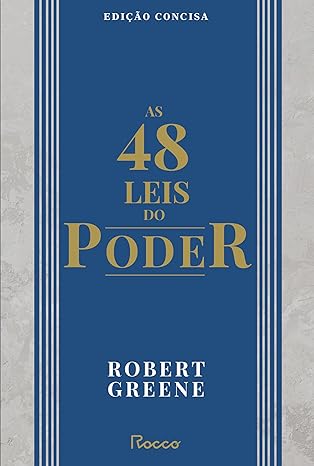 EDIÇÃO CONCISA
AS
48
LEIS
DO
PODER
ROBERT
GREENE
Rocco